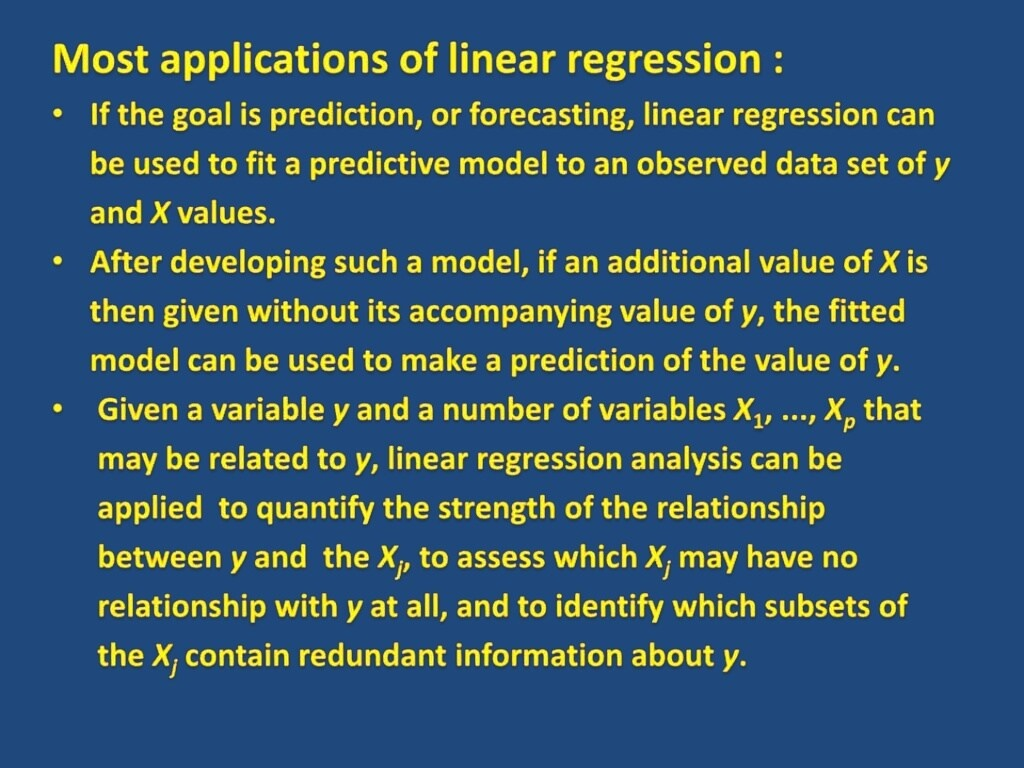 Most applications of linear regression :
• If the goal is prediction, or forecasting, linear regression can
be used to fit a predictive model to an observed data set of y
and X values.
• After developing such a model, if an additional value of X is
then given without its accompanying value of y, the fitted
model can be used to make a prediction of the value of y.
• Given a variable y and a number of variables X₁, ..., Xₚ that
may be related to y, linear regression analysis can be
applied  to quantify the strength of the relationship
between y and  the Xⱼ, to assess which Xⱼ may have no
relationship with y at all, and to identify which subsets of
the Xⱼ contain redundant information about y.